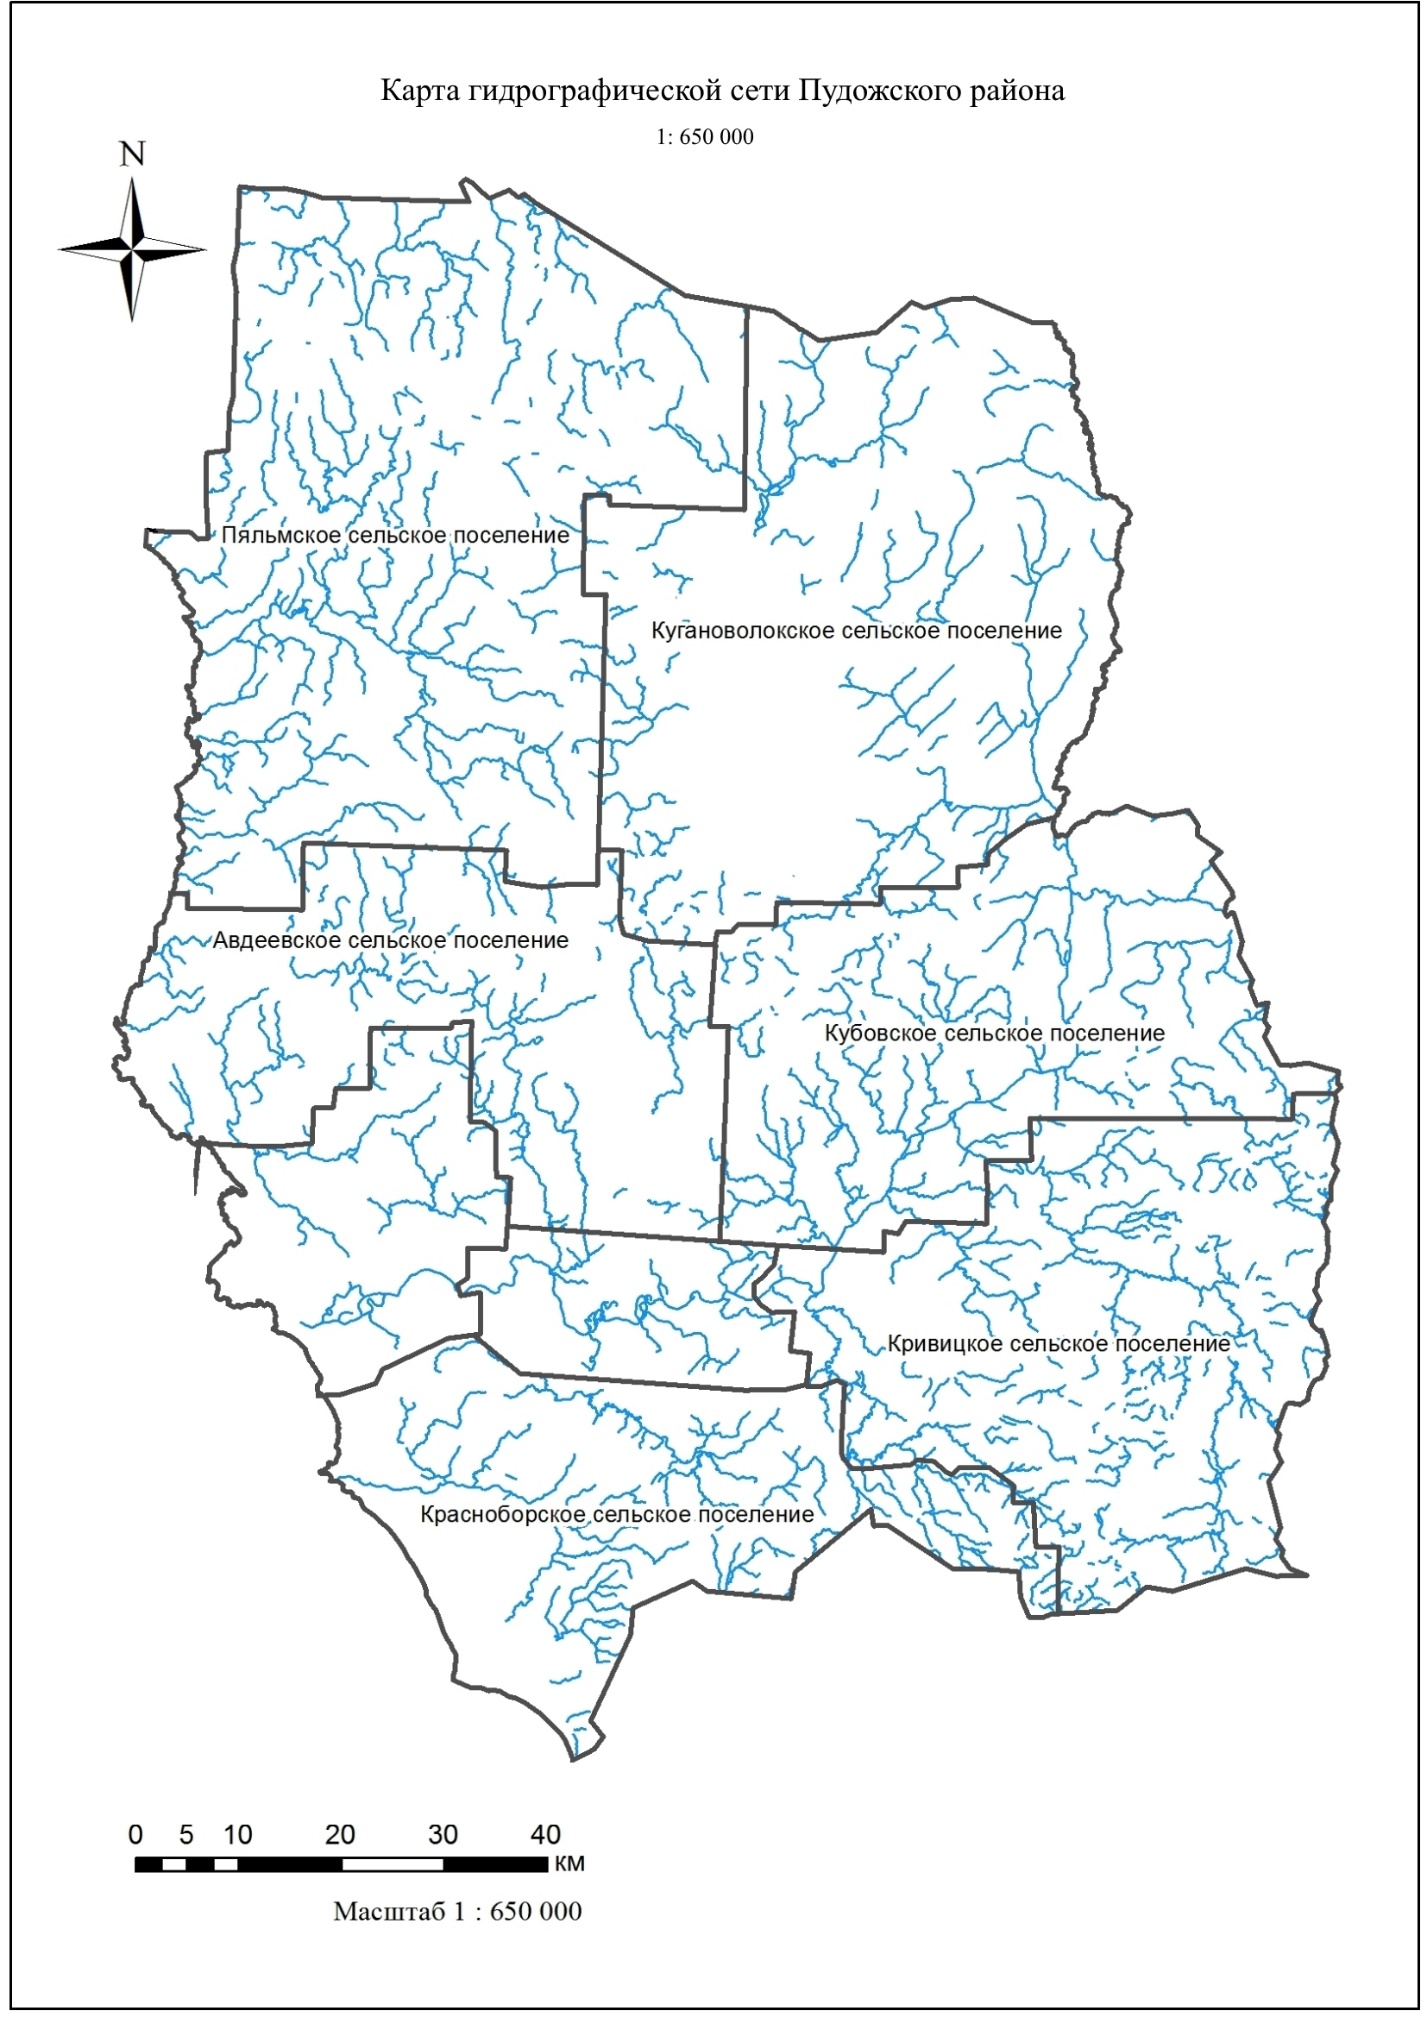 Карта гидрографической сети Пудожского района
1: 650 000
N
Пяльмское сельское поселение
Кугановолокское сельское поселение
Авдеевское сельское поселение
Кубовское сельское поселение
Кривицкое сельское поселение
Красноборское сельское поселение
0 5 10 20 30 40
км
Масштаб 1 : 650 000